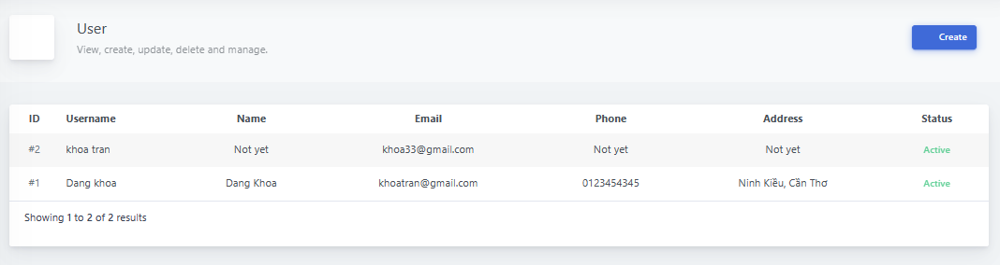 User
View, create, update, delete and manage.
Create
ID Username Name Email Phone Address Status
#2 khoa tran Not yet khoa33@gmail.com Not yet Not yet Active
#1 Dang khoa Dang Khoa khoatran@gmail.com 0123454345 Ninh Kiều, Cần Thơ Active
Showing 1 to 2 of 2 results